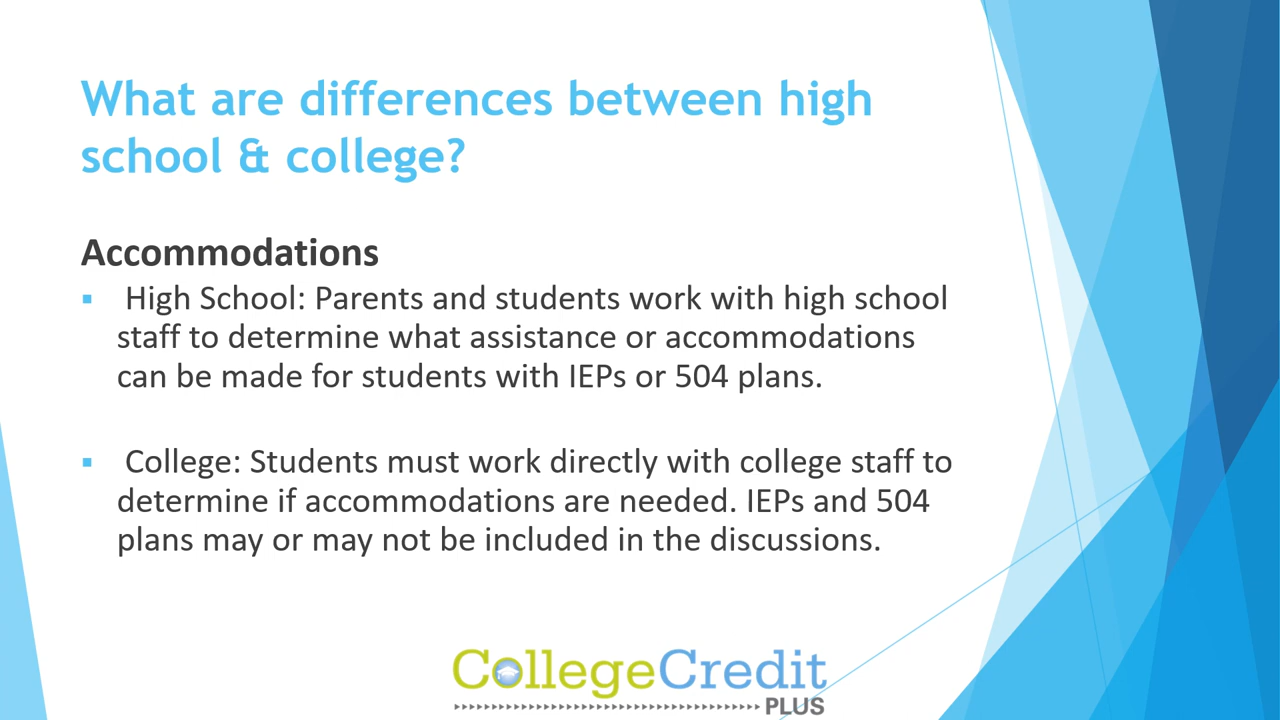 What are differences between high
school & college?
Accommodations
▪ High School: Parents and students work with high school
staff to determine what assistance or accommodations
can be made for students with IEPs or 504 plans.
▪ College: Students must work directly with college staff to
determine if accommodations are needed. IEPs and 504
plans may or may not be included in the discussions.
CollegeCredit
PLUS